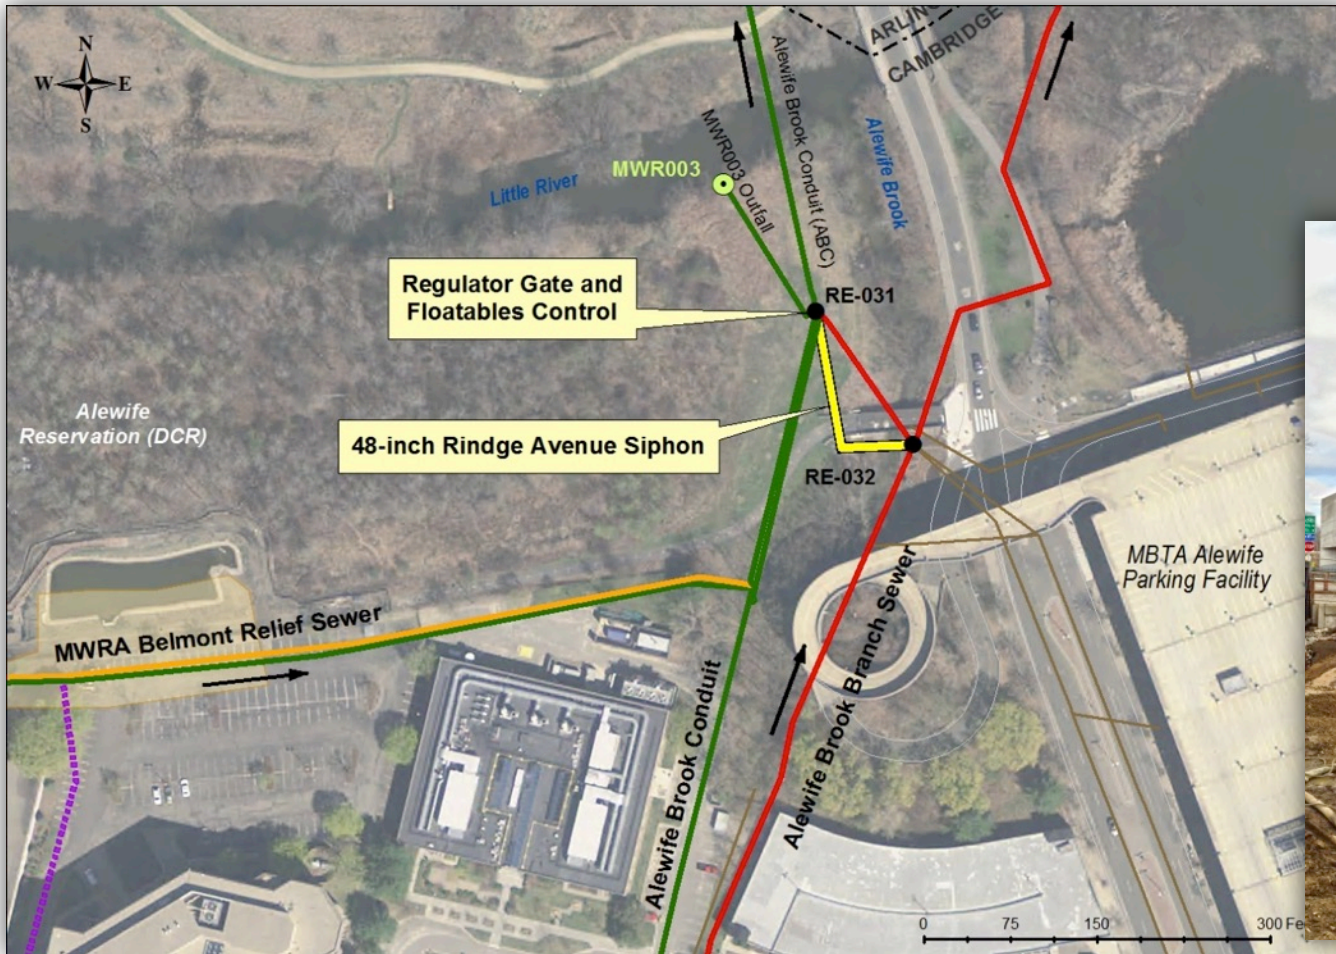 N
W E
S
ARLING
CAMBRIDGE
Alewife Brook Conduit (ABC)
MWR003 Outfall
Alewife Brook
MWR003
Little River
Regulator Gate and
Floatables Control
RE-031
Alewife
Reservation (DCR)
48-inch Rindge Avenue Siphon
RE-032
MBTA Alewife
Parking Facility
MWRA Belmont Relief Sewer
Alewife Brook Conduit
Alewife Brook Branch Sewer
0 75 150 300 Fe